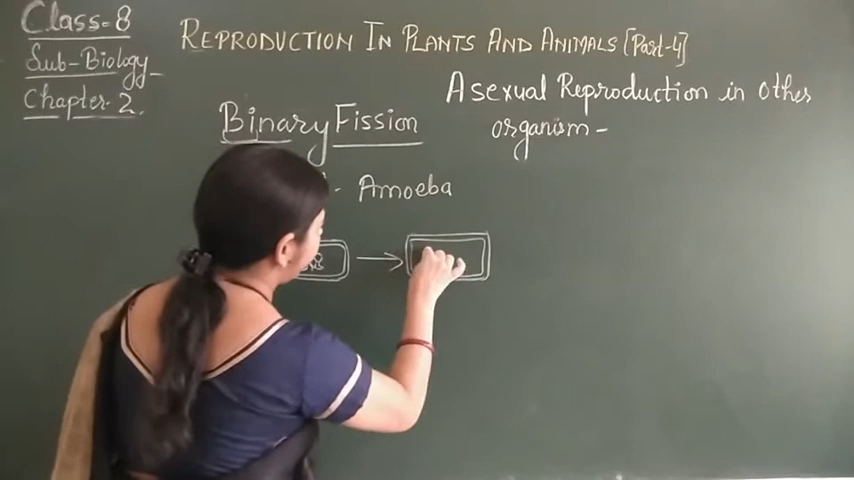 Class-8
Sub-Biology
Chapter-2.
REPRODUCTION IN PLANTS AND ANIMALS [Part-4]
Asexual Reproduction in other
organism -
Binary Fission
- Amoeba